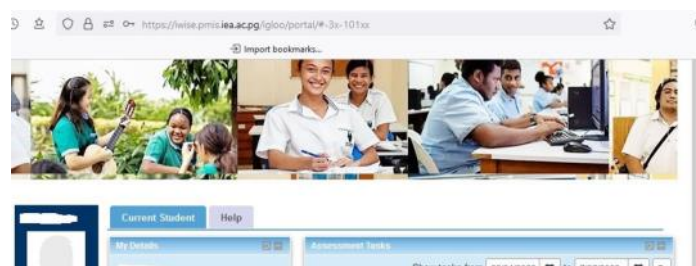 https://iwise.pmis.iea.ac.pg/igloo/portal/#-3x-101xx
Import bookmarks...
Current Student Help
My Details Assessment Tasks
Show tasks from to